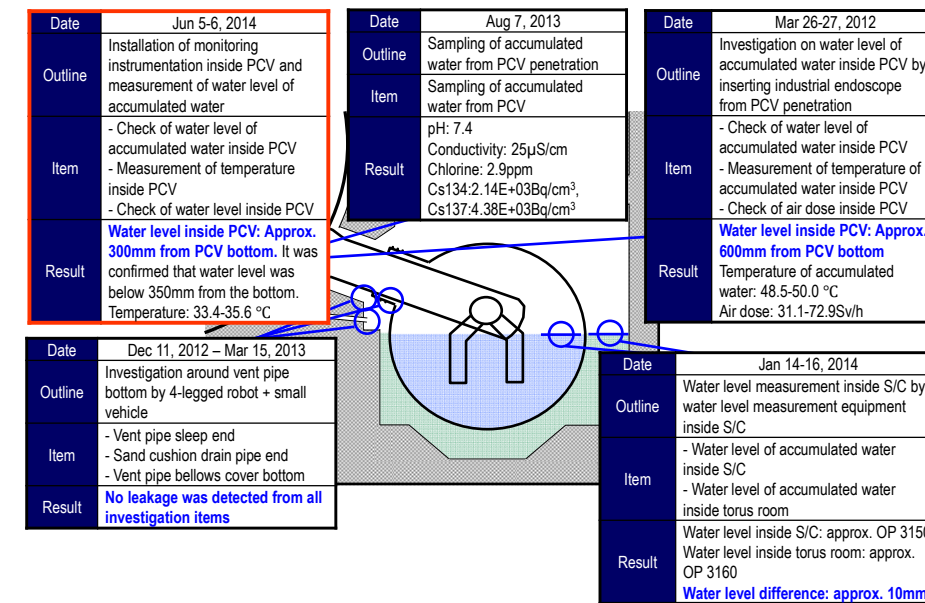 Date Jun 5-6, 2014
Outline
Installation of monitoring
instrumentation inside PCV and
measurement of water level of
accumulated water
Item
- Check of water level of
accumulated water inside PCV
- Measurement of temperature
inside PCV
- Check of water level inside PCV
Result
Water level inside PCV: Approx.
300mm from PCV bottom. It was
confirmed that water level was
below 350mm from the bottom.
Temperature: 33.4-35.6 °C
Date Aug 7, 2013
Outline
Sampling of accumulated
water from PCV penetration
Item
Sampling of accumulated
water from PCV
Result
pH: 7.4
Conductivity: 25μS/cm
Chlorine: 2.9ppm
Cs134:2.14E+03Bq/cm³,
Cs137:4.38E+03Bq/cm³
Date Mar 26-27, 2012
Outline
Investigation on water level of
accumulated water inside PCV by
inserting industrial endoscope
from PCV penetration
Item
- Check of water level of
accumulated water inside PCV
- Measurement of temperature of
accumulated water inside PCV
- Check of air dose inside PCV
Result
Water level inside PCV: Approx.
600mm from PCV bottom
Temperature of accumulated
water: 48.5-50.0 °C
Air dose: 31.1-72.9Sv/h
Date Dec 11, 2012 – Mar 15, 2013
Outline
Investigation around vent pipe
bottom by 4-legged robot + small
vehicle
Item
- Vent pipe sleep end
- Sand cushion drain pipe end
- Vent pipe bellows cover bottom
Result
No leakage was detected from all
investigation items
Date Jan 14-16, 2014
Outline
Water level measurement inside S/C by
water level measurement equipment
inside S/C
Item
- Water level of accumulated water
inside S/C
- Water level of accumulated water
inside torus room
Result
Water level inside S/C: approx. OP 3150
Water level inside torus room: approx.
OP 3160
Water level difference: approx. 10mm